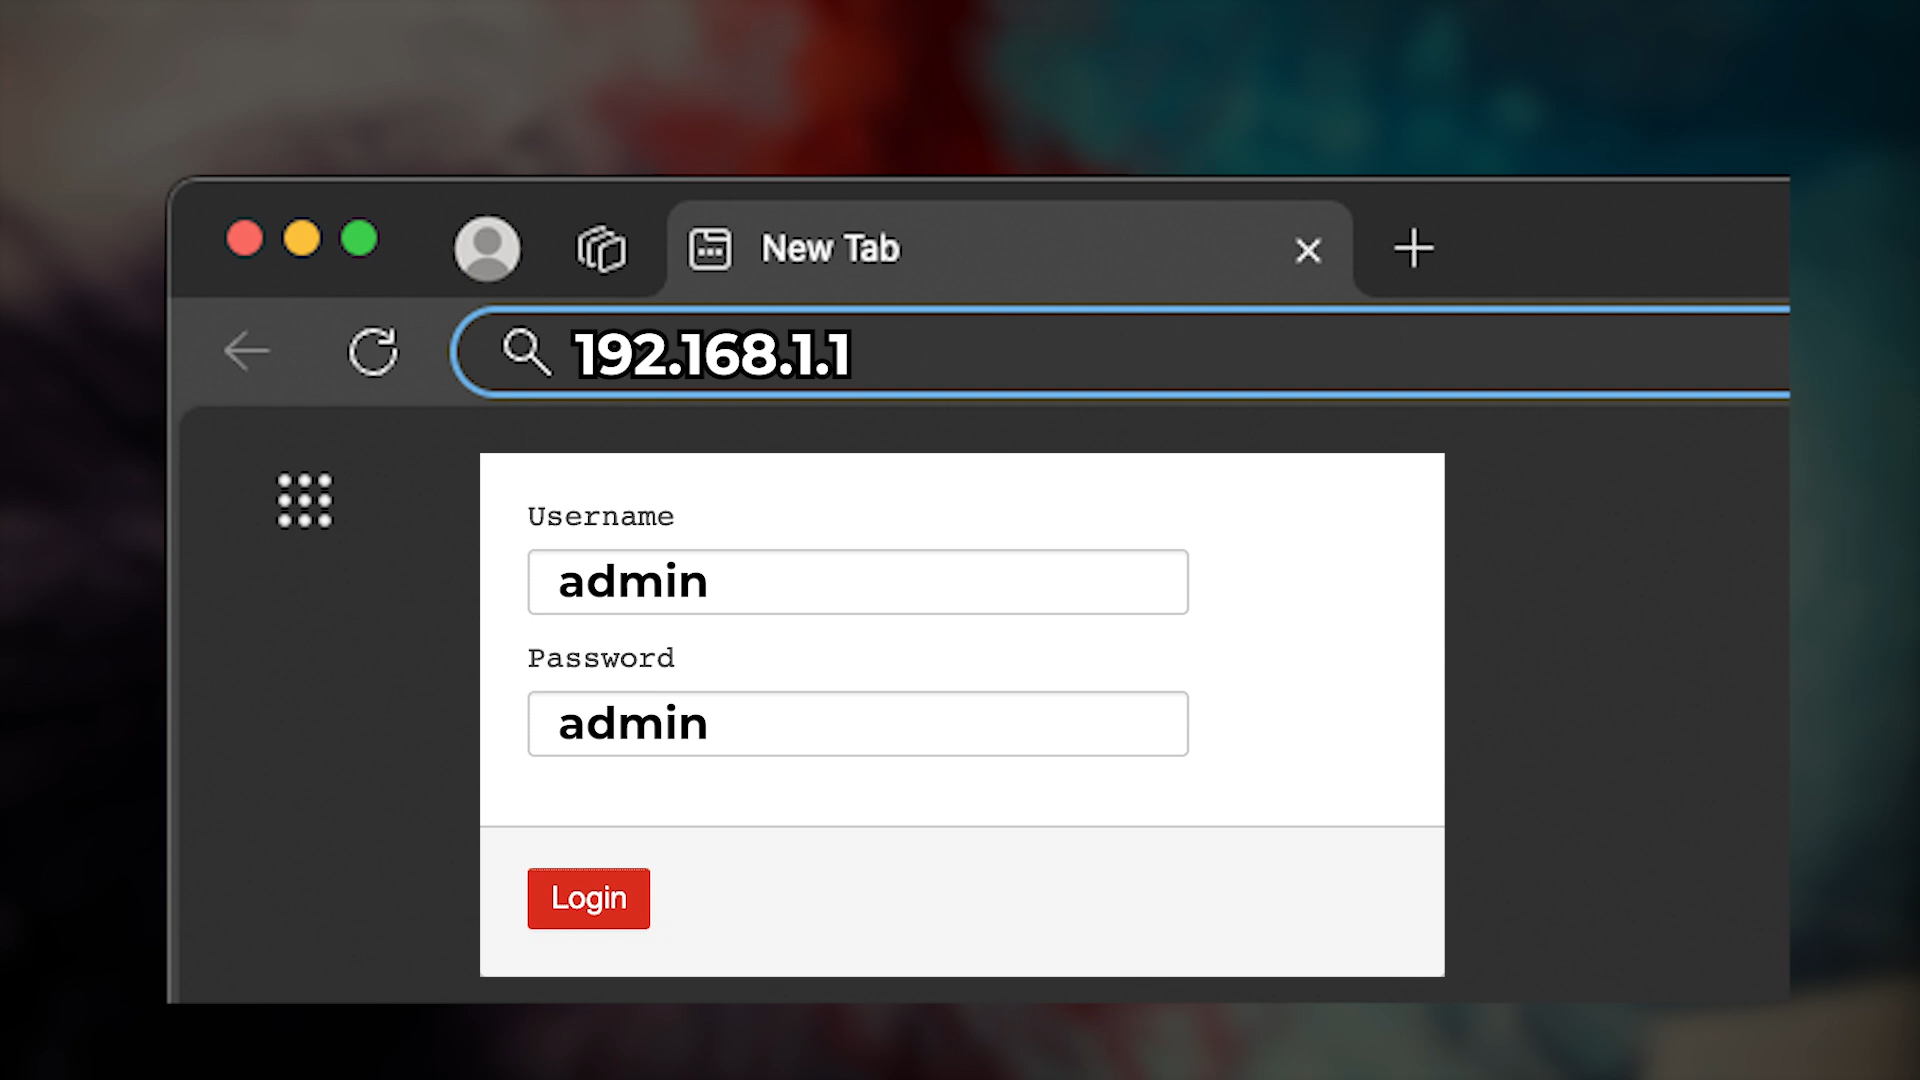 New Tab
192.168.1.1
Username
admin
Password
admin
Login